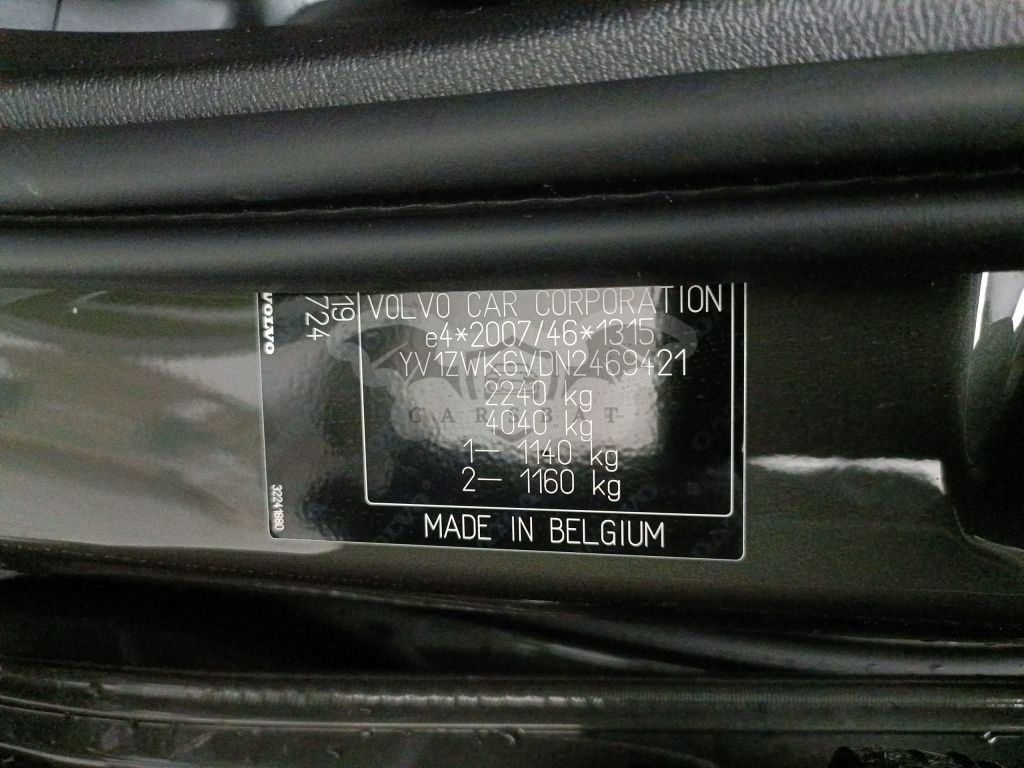 VOLVO CAR CORPORATION
e4*2007/46*1315
YV1ZWK6VDN2469421
2240 kg
4040 kg
1— 1140 kg
2— 1160 kg
MADE IN BELGIUM
VOLVO
19
724
32241880
CARSBAT